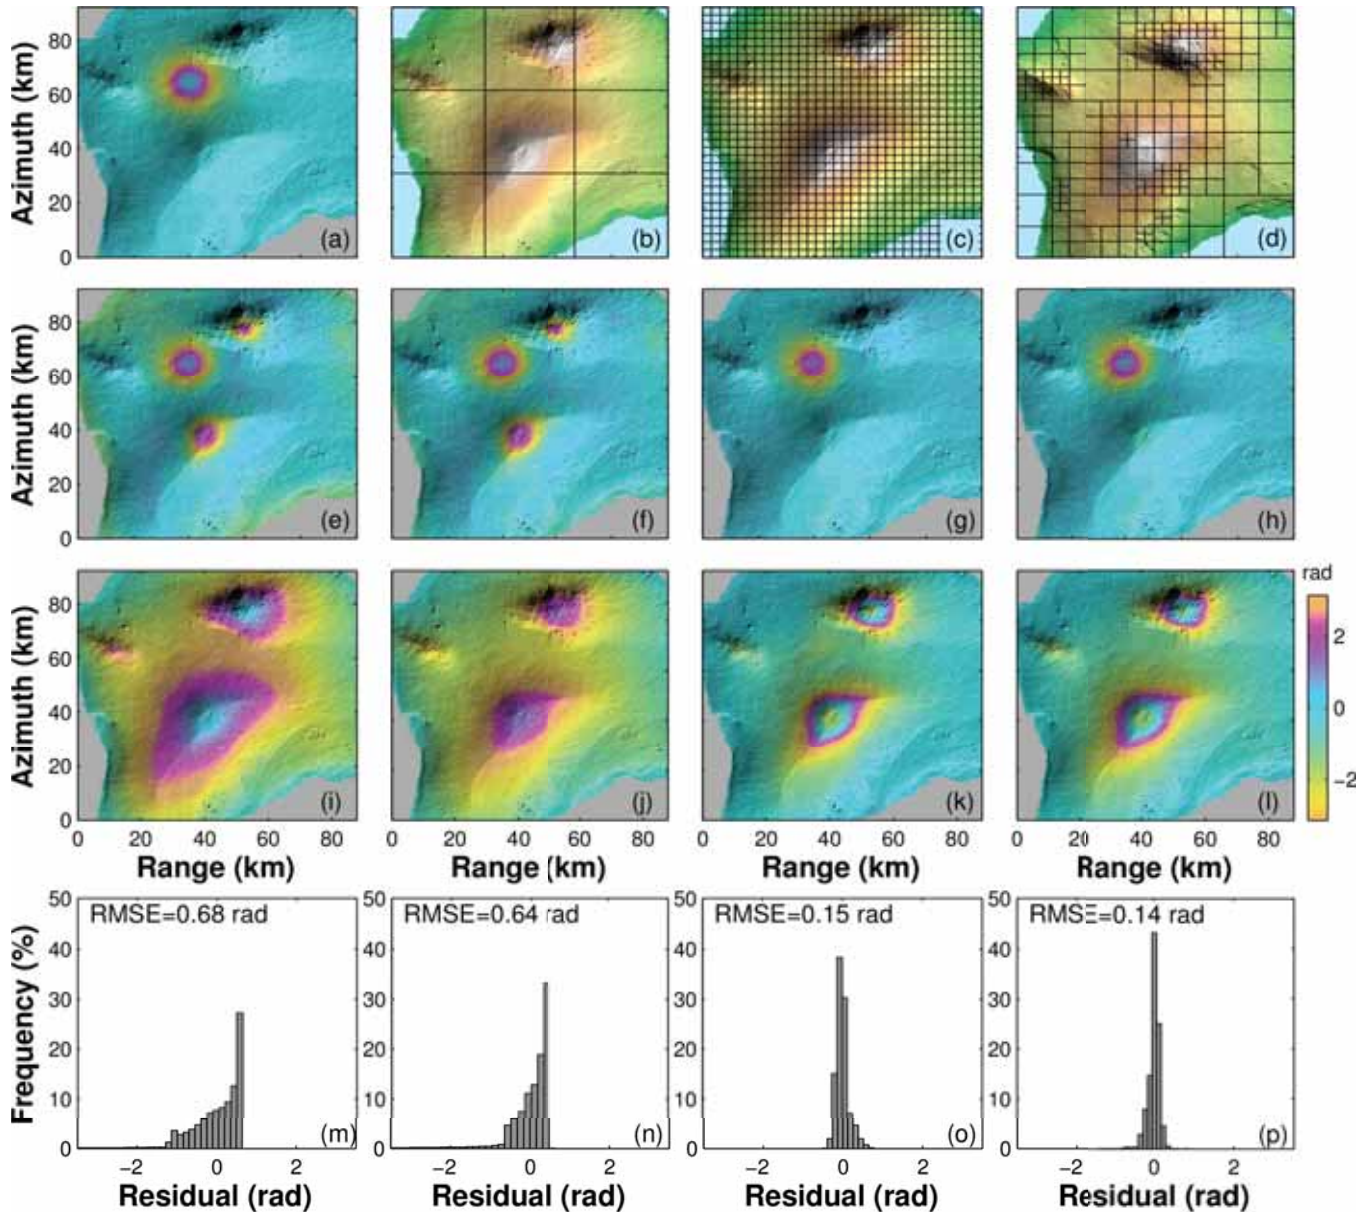 Azimuth (km)
80
60
40
20
0
(a)
(b)
(c)
(d)
Azimuth (km)
80
60
40
20
0
(e)
(f)
(g)
(h)
rad
Azimuth (km)
80
60
40
20
0
(i)
(j)
(k)
(l)
2
0
−2
0 20 40 60 80
0 20 40 60 80
0 20 40 60 80
0 20 40 60 80
Range (km)
Range (km)
Range (km)
Range (km)
Frequency (%)
50
40
30
20
10
0
RMSE=0.68 rad
(m)
50
40
30
20
10
0
RMSE=0.64 rad
(n)
50
40
30
20
10
0
RMSE=0.15 rad
(o)
50
40
30
20
10
0
RMSE=0.14 rad
(p)
−2 0 2
−2 0 2
−2 0 2
−2 0 2
Residual (rad)
Residual (rad)
Residual (rad)
Residual (rad)